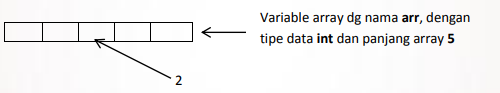 Variable array dg nama arr, dengan
tipe data int dan panjang array 5
2